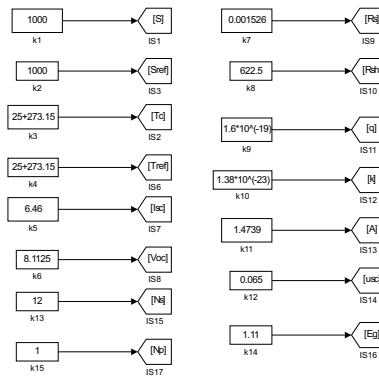 1000
[S]
k1
IS1
1000
[Sref]
k2
IS3
25+273.15
[Tc]
k3
IS2
25+273.15
[Tref]
k4
IS6
6.46
[Isc]
k5
IS7
8.1125
[Voc]
k6
IS8
12
[Ns]
k13
IS15
1
[Np]
k15
IS17
0.001526
[Rs]
k7
IS9
622.5
[Rsh
k8
IS10
1.6*10^(-19)
[q]
k9
IS11
1.38*10^(-23)
[k]
k10
IS12
1.4739
[A]
k11
IS13
0.065
[usc
k12
IS14
1.11
[Eg]
k14
IS16